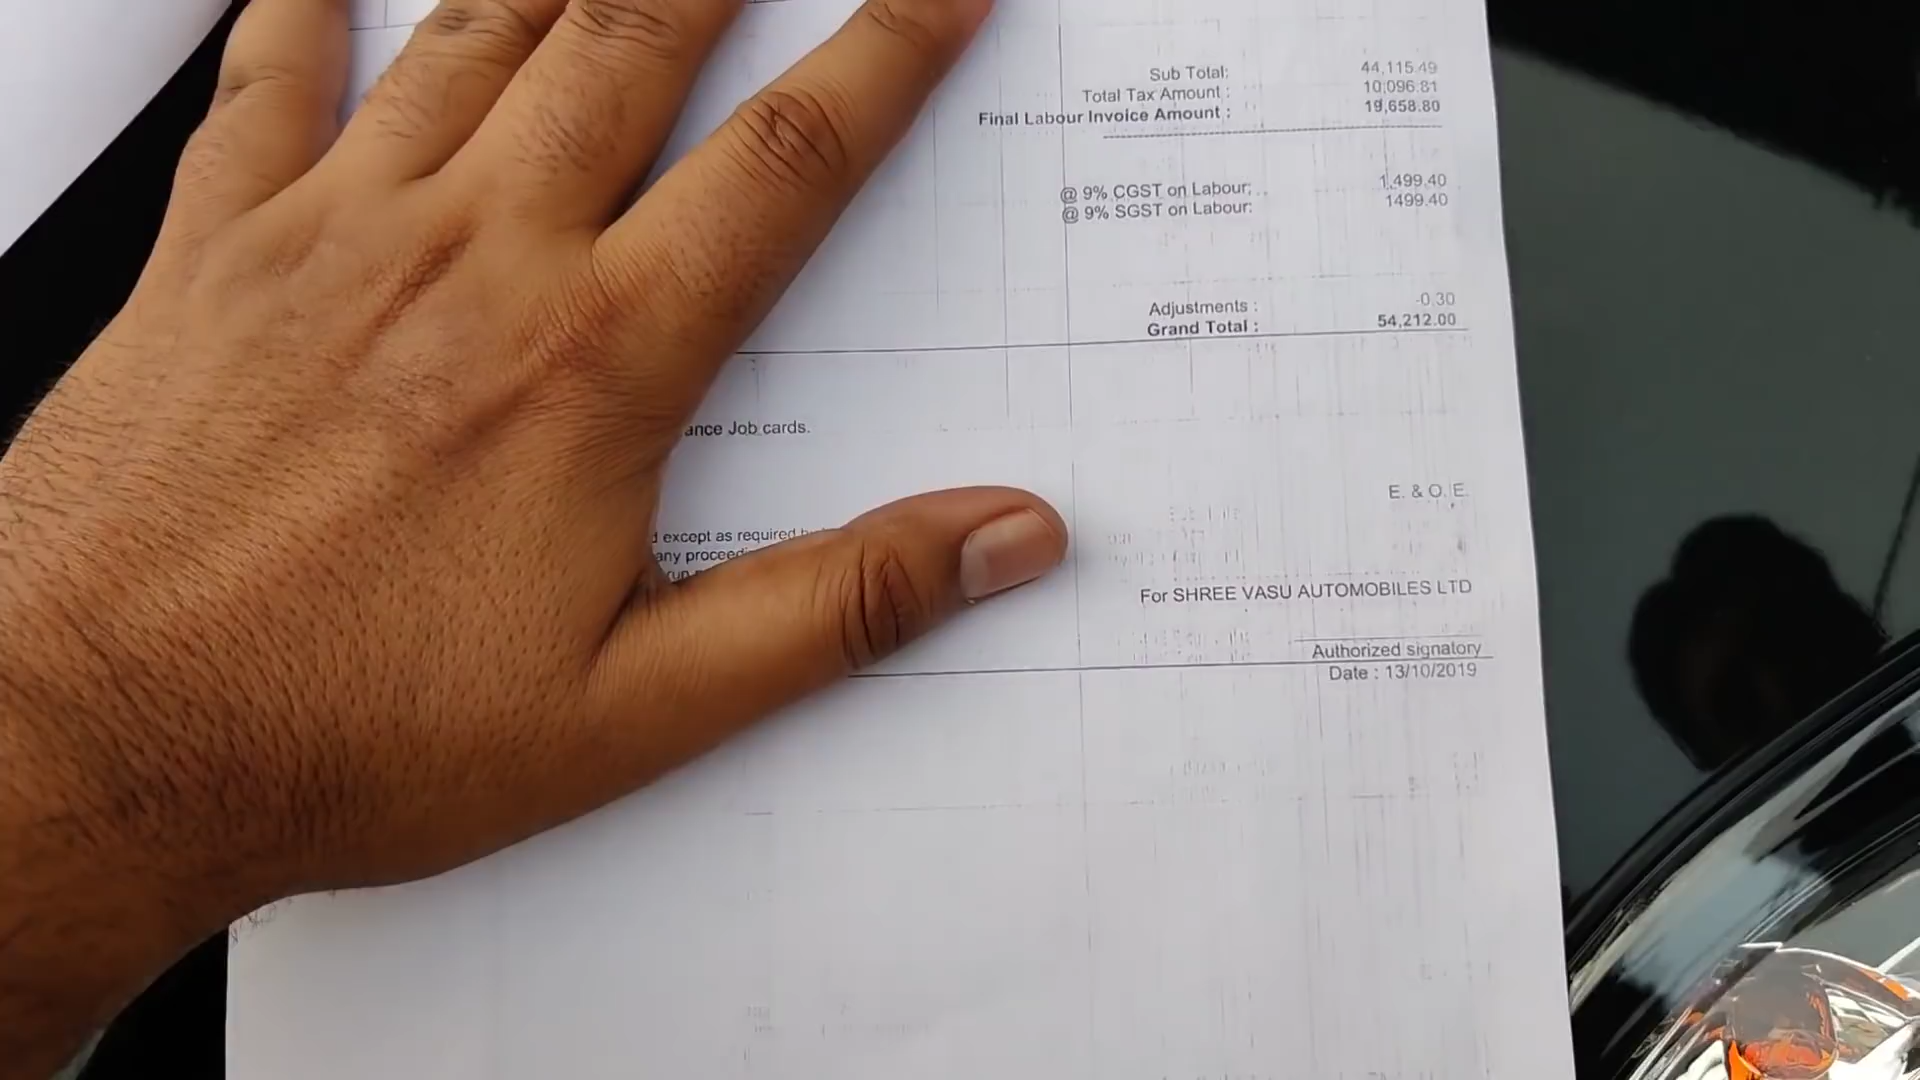 Sub Total: 44,115.49
Total Tax Amount : 10,096.81
Final Labour Invoice Amount : 19,658.80
@ 9% CGST on Labour: 1,499.40
@ 9% SGST on Labour: 1499.40
Adjustments : -0.30
Grand Total : 54,212.00
ance Job cards.
E. & O. E.
d except as required
any proceedi
For SHREE VASU AUTOMOBILES LTD
Authorized signatory
Date : 13/10/2019